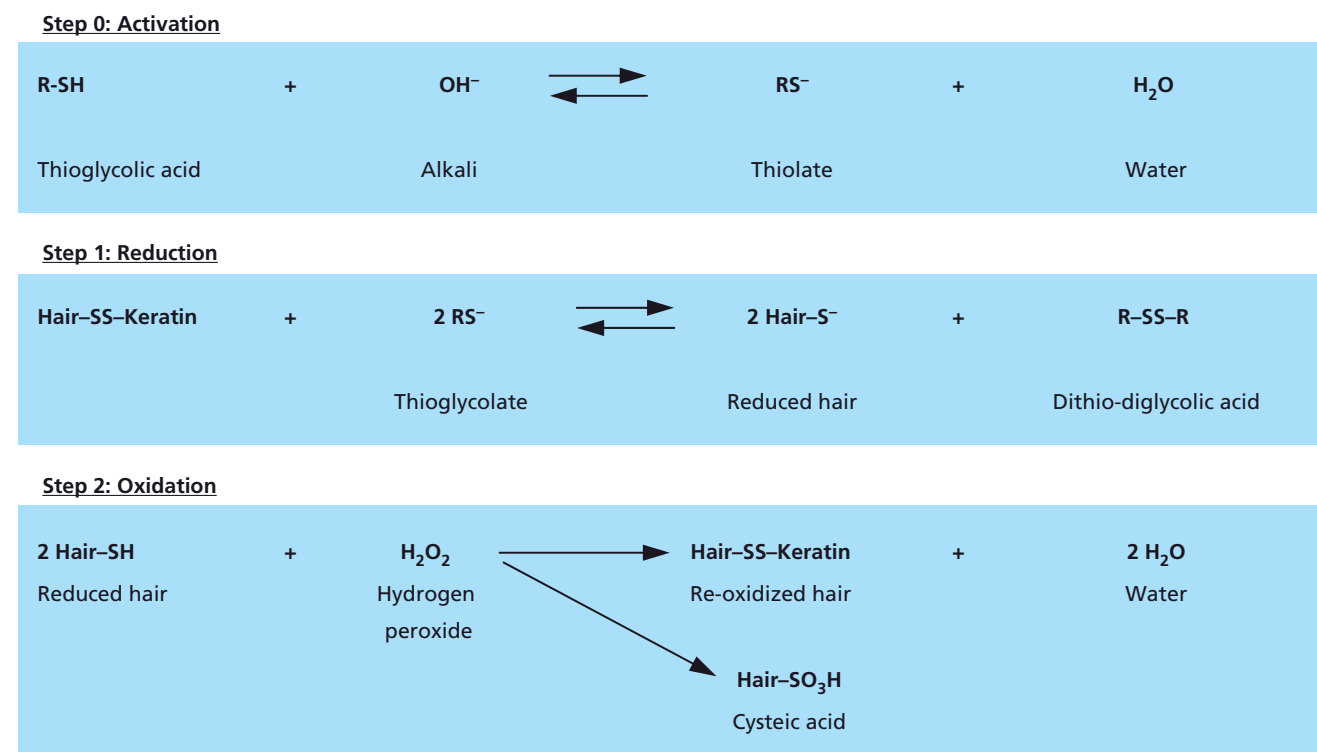 Step 0: Activation
R-SH + OH⁻ RS⁻ + H₂O
Thioglycolic acid Alkali Thiolate Water
Step 1: Reduction
Hair–SS–Keratin + 2 RS⁻ 2 Hair–S⁻ + R–SS–R
Thioglycolate Reduced hair Dithio-diglycolic acid
Step 2: Oxidation
2 Hair–SH + H₂O₂ Hair–SS–Keratin + 2 H₂O
Reduced hair Hydrogen Re-oxidized hair Water
peroxide
Hair–SO₃H
Cysteic acid